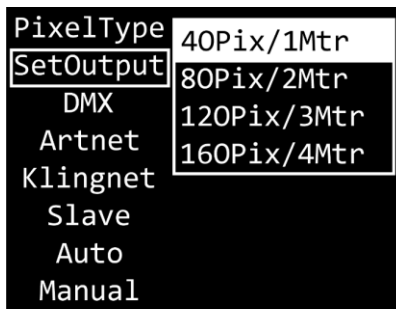 PixelType
SetOutput
DMX
Artnet
Klingnet
Slave
Auto
Manual
40Pix/1Mtr
80Pix/2Mtr
120Pix/3Mtr
160Pix/4Mtr